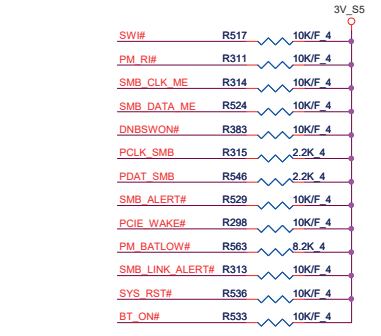 3V_S5
SWI# R517 10K/F_4
PM_RI# R311 10K/F_4
SMB_CLK_ME R314 10K/F_4
SMB_DATA_ME R524 10K/F_4
DNBSWON# R383 10K/F_4
PCLK_SMB R315 2.2K_4
PDAT_SMB R546 2.2K_4
SMB_ALERT# R529 10K/F_4
PCIE_WAKE# R298 10K/F_4
PM_BATLOW# R563 8.2K_4
SMB_LINK_ALERT# R313 10K/F_4
SYS_RST# R536 10K/F_4
BT_ON# R533 10K/F_4